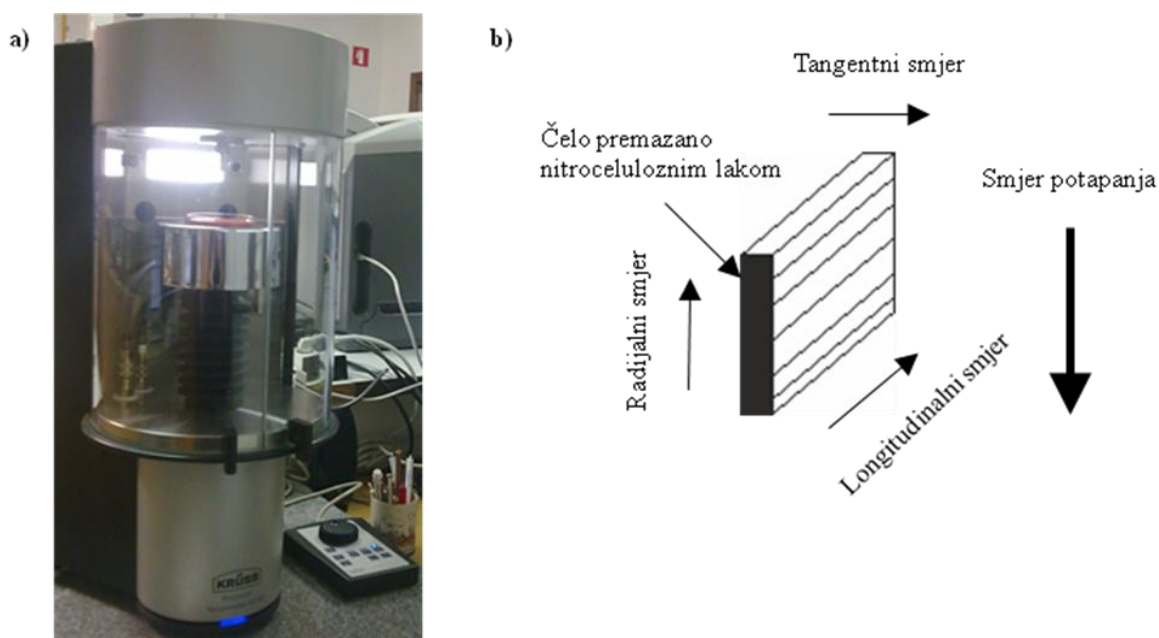 a)
KRÜSS
b)
Tangentni smjer
Čelo premazano
nitroceluloznim lakom
Smjer potapanja
Radijalni smjer
Longitudinalni smjer